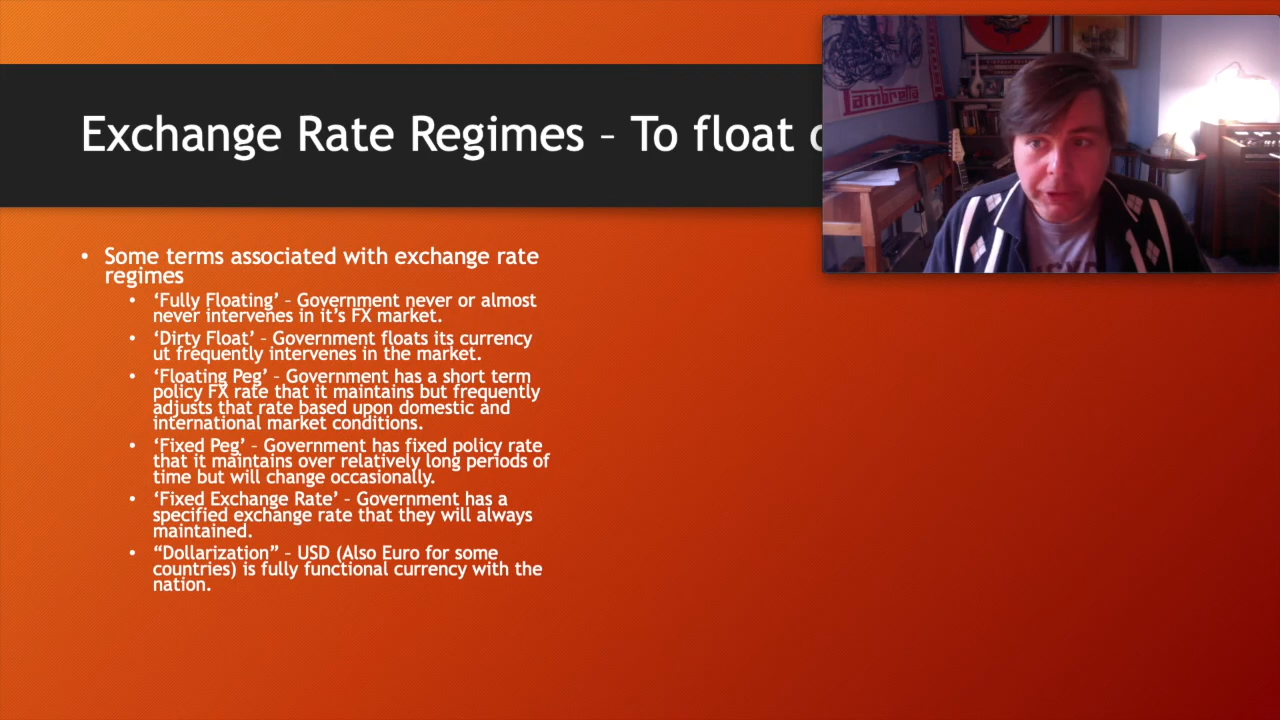 Exchange Rate Regimes – To float
Lambretta
• Some terms associated with exchange rate
regimes
• ‘Fully Floating’ – Government never or almost
never intervenes in it’s FX market.
• ‘Dirty Float’ – Government floats its currency
ut frequently intervenes in the market.
• ‘Floating Peg’ – Government has a short term
policy FX rate that it maintains but frequently
adjusts that rate based upon domestic and
international market conditions.
• ‘Fixed Peg’ – Government has fixed policy rate
that it maintains over relatively long periods of
time but will change occasionally.
• ‘Fixed Exchange Rate’ – Government has a
specified exchange rate that they will always
maintained.
• “Dollarization” – USD (Also Euro for some
countries) is fully functional currency with the
nation.